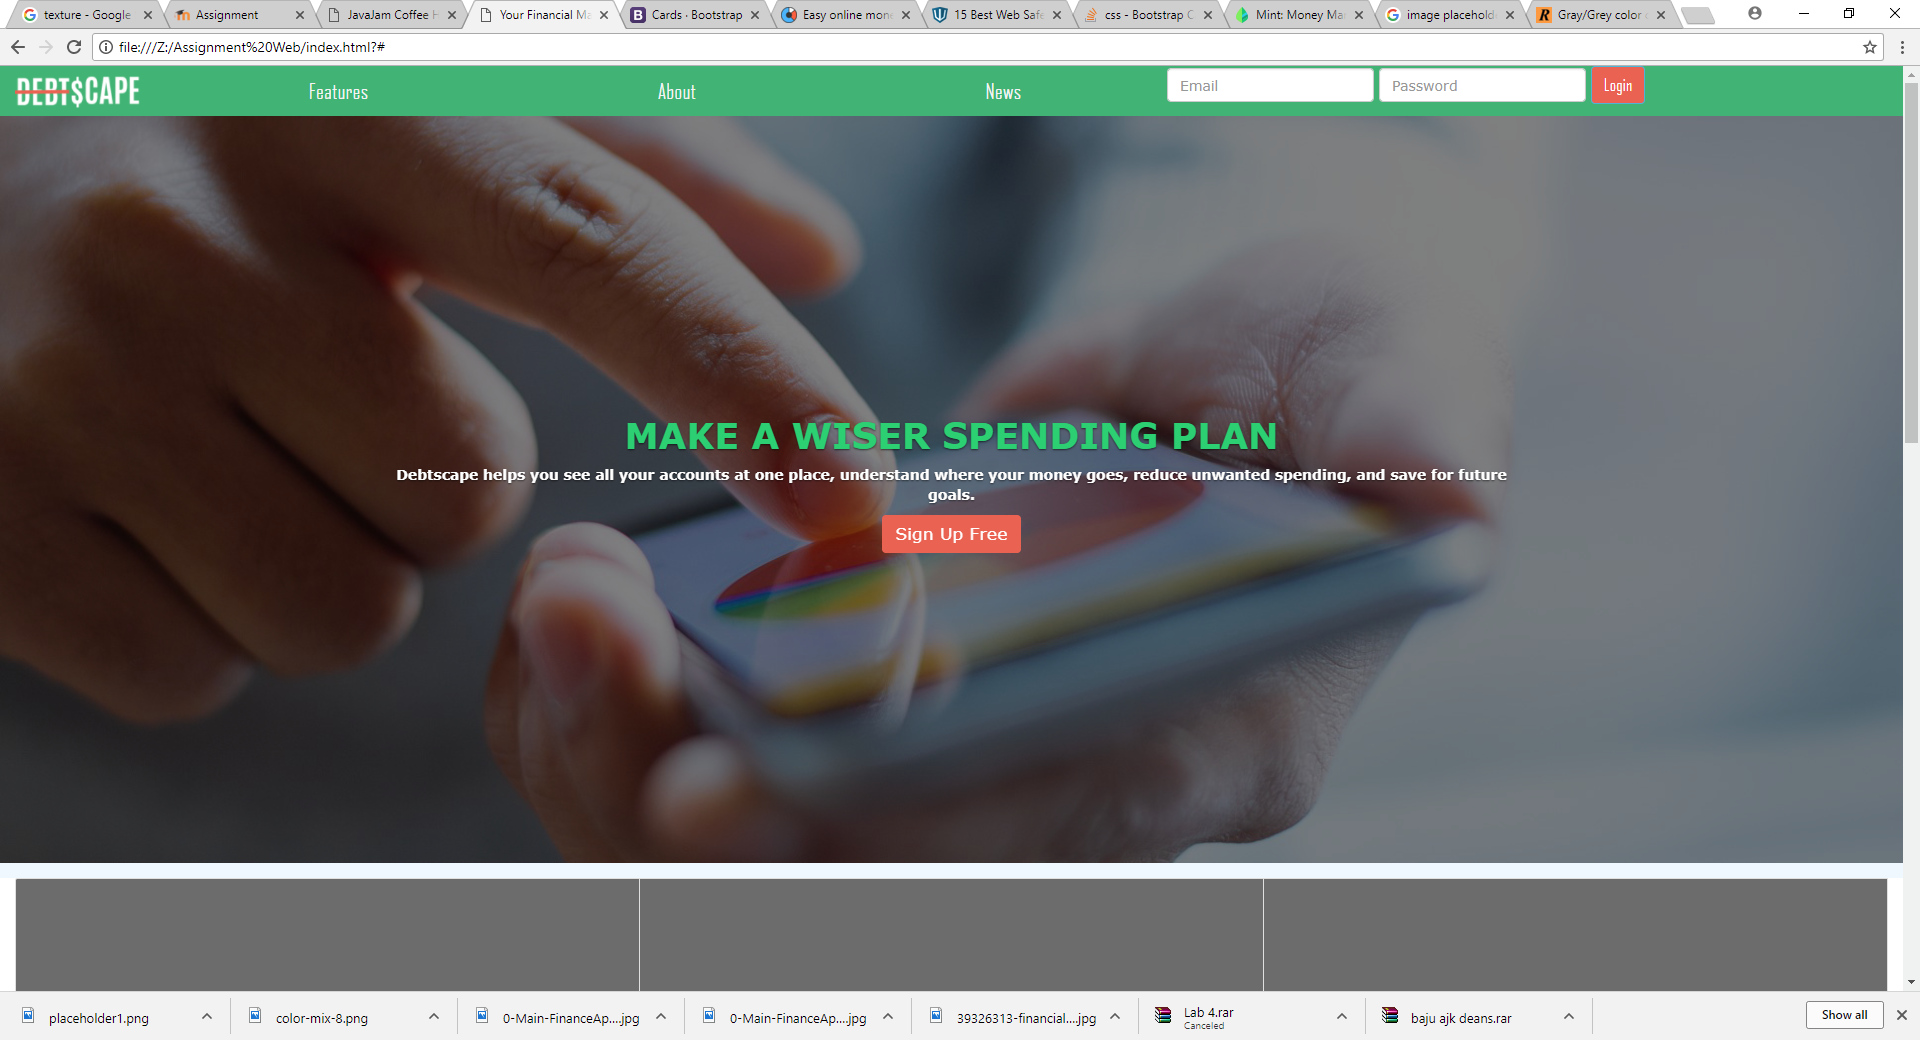 texture - Google
Assignment
JavaJam Coffee H
Your Financial Ma
Cards · Bootstrap
Easy online mone
15 Best Web Safe
css - Bootstrap C
Mint: Money Ma
image placehold
Gray/Grey color
file:///Z:/Assignment%20Web/index.html?#
DEBT$CAPE
Features
About
News
Email
Password
Login
MAKE A WISER SPENDING PLAN
Debtscape helps you see all your accounts at one place, understand where your money goes, reduce unwanted spending, and save for future
goals.
Sign Up Free
placeholder1.png
color-mix-8.png
0-Main-FinanceAp....jpg
0-Main-FinanceAp....jpg
39326313-financial....jpg
Lab 4.rar
Canceled
baju ajk deans.rar
Show all